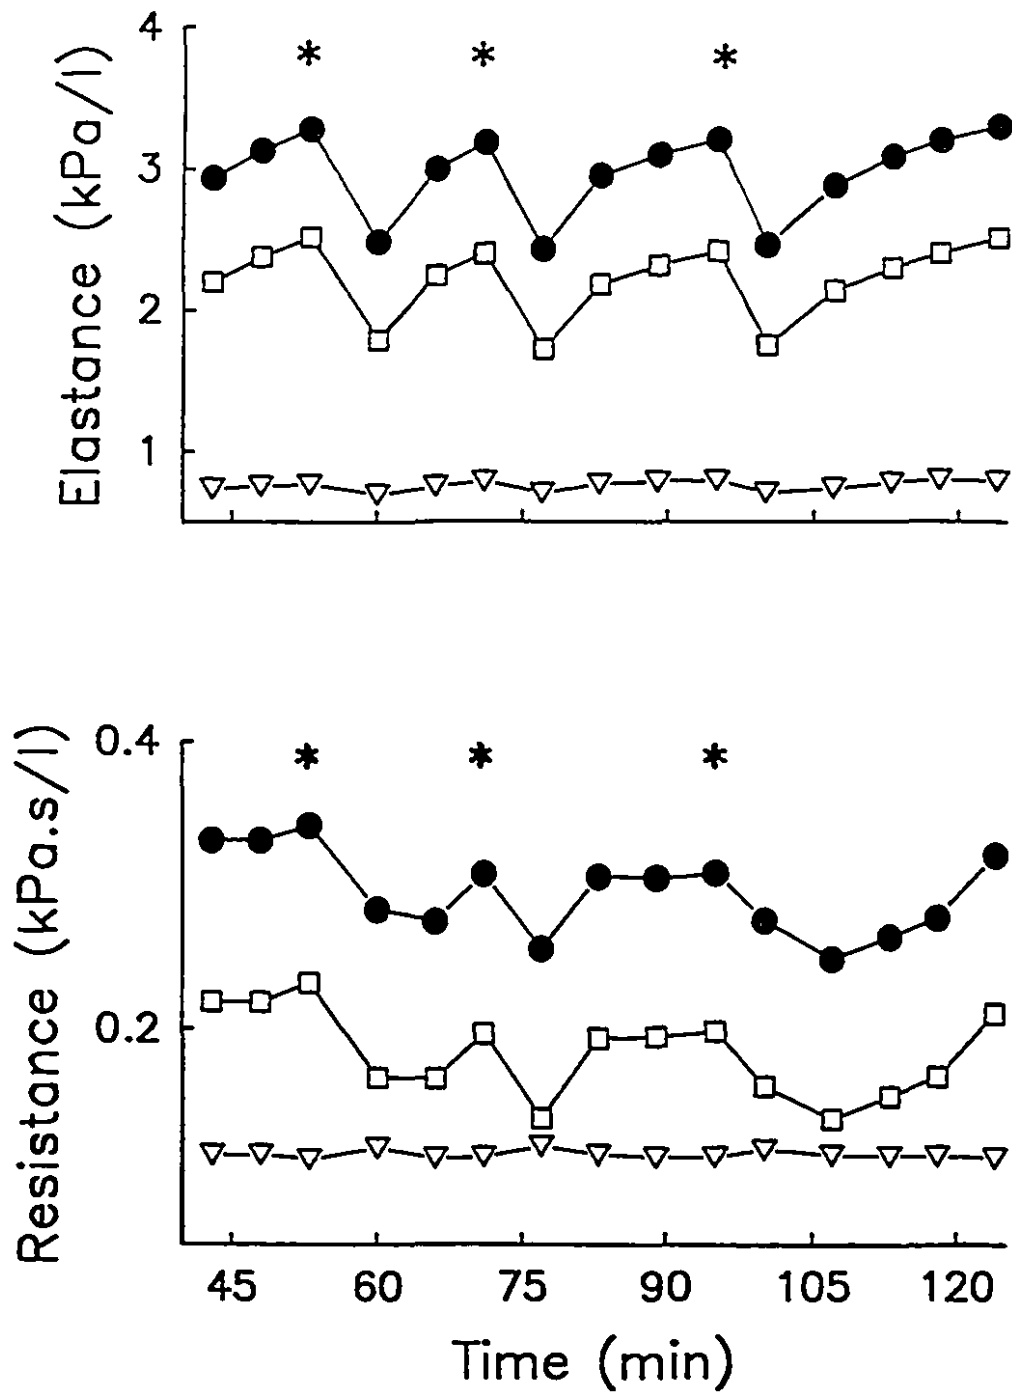 Elastance (kPa/l)
4
* * *
3
2
1
Resistance (kPa.s/l)
0.4
* * *
0.2
45 60 75 90 105 120
Time (min)